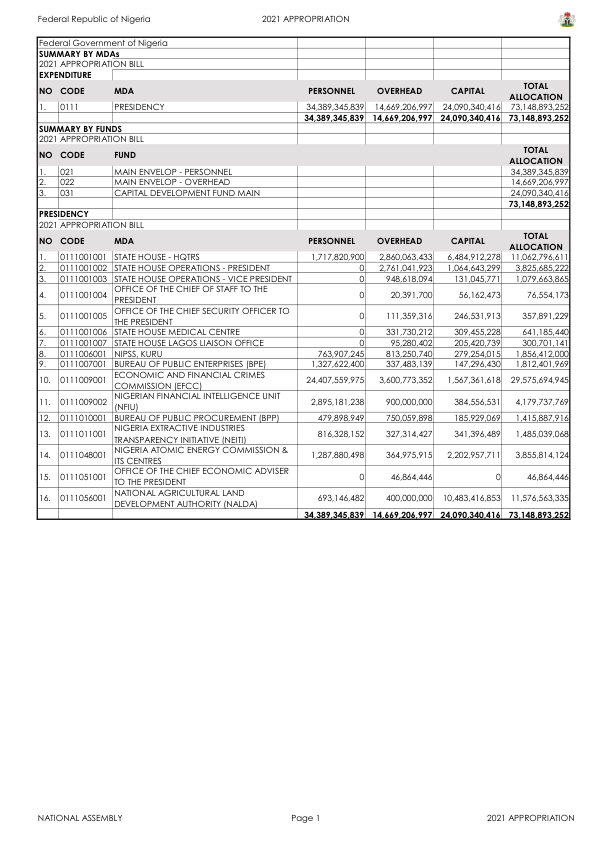 Federal Republic of Nigeria 2021 APPROPRIATION
Federal Government of Nigeria
SUMMARY BY MDAs
2021 APPROPRIATION BILL
EXPENDITURE
NO CODE MDA PERSONNEL OVERHEAD CAPITAL TOTAL ALLOCATION
1. 0111 PRESIDENCY 34,389,345,839 14,669,206,997 24,090,340,416 73,148,893,252
34,389,345,839 14,669,206,997 24,090,340,416 73,148,893,252
SUMMARY BY FUNDS
2021 APPROPRIATION BILL
NO CODE FUND TOTAL ALLOCATION
1. 021 MAIN ENVELOP - PERSONNEL 34,389,345,839
2. 022 MAIN ENVELOP - OVERHEAD 14,669,206,997
3. 031 CAPITAL DEVELOPMENT FUND MAIN 24,090,340,416
73,148,893,252
PRESIDENCY
2021 APPROPRIATION BILL
NO CODE MDA PERSONNEL OVERHEAD CAPITAL TOTAL ALLOCATION
1. 0111001001 STATE HOUSE - HQTRS 1,717,820,900 2,860,063,433 6,484,912,278 11,062,796,611
2. 0111001002 STATE HOUSE OPERATIONS - PRESIDENT 0 2,761,041,923 1,064,643,299 3,825,685,222
3. 0111001003 STATE HOUSE OPERATIONS - VICE PRESIDENT 0 948,618,094 131,045,771 1,079,663,865
4. 0111001004 OFFICE OF THE CHIEF OF STAFF TO THE PRESIDENT 0 20,391,700 56,162,473 76,554,173
5. 0111001005 OFFICE OF THE CHIEF SECURITY OFFICER TO THE PRESIDENT 0 111,359,316 246,531,913 357,891,229
6. 0111001006 STATE HOUSE MEDICAL CENTRE 0 331,730,212 309,455,228 641,185,440
7. 0111001007 STATE HOUSE LAGOS LIAISON OFFICE 0 95,280,402 205,420,739 300,701,141
8. 0111006001 NIPSS, KURU 763,907,245 813,250,740 279,254,015 1,856,412,000
9. 0111007001 BUREAU OF PUBLIC ENTERPRISES (BPE) 1,327,622,400 337,483,139 147,296,430 1,812,401,969
10. 0111009001 ECONOMIC AND FINANCIAL CRIMES COMMISSION (EFCC) 24,407,559,975 3,600,773,352 1,567,361,618 29,575,694,945
11. 0111009002 NIGERIAN FINANCIAL INTELLIGENCE UNIT (NFIU) 2,895,181,238 900,000,000 384,556,531 4,179,737,769
12. 0111010001 BUREAU OF PUBLIC PROCUREMENT (BPP) 479,898,949 750,059,898 185,929,069 1,415,887,916
13. 0111011001 NIGERIA EXTRACTIVE INDUSTRIES TRANSPARENCY INITIATIVE (NEITI) 816,328,152 327,314,427 341,396,489 1,485,039,068
14. 0111048001 NIGERIA ATOMIC ENERGY COMMISSION & ITS CENTRES 1,287,880,498 364,975,915 2,202,957,711 3,855,814,124
15. 0111051001 OFFICE OF THE CHIEF ECONOMIC ADVISER TO THE PRESIDENT 0 46,864,446 0 46,864,446
16. 0111056001 NATIONAL AGRICULTURAL LAND DEVELOPMENT AUTHORITY (NALDA) 693,146,482 400,000,000 10,483,416,853 11,576,563,335
34,389,345,839 14,669,206,997 24,090,340,416 73,148,893,252
NATIONAL ASSEMBLY Page 1 2021 APPROPRIATION